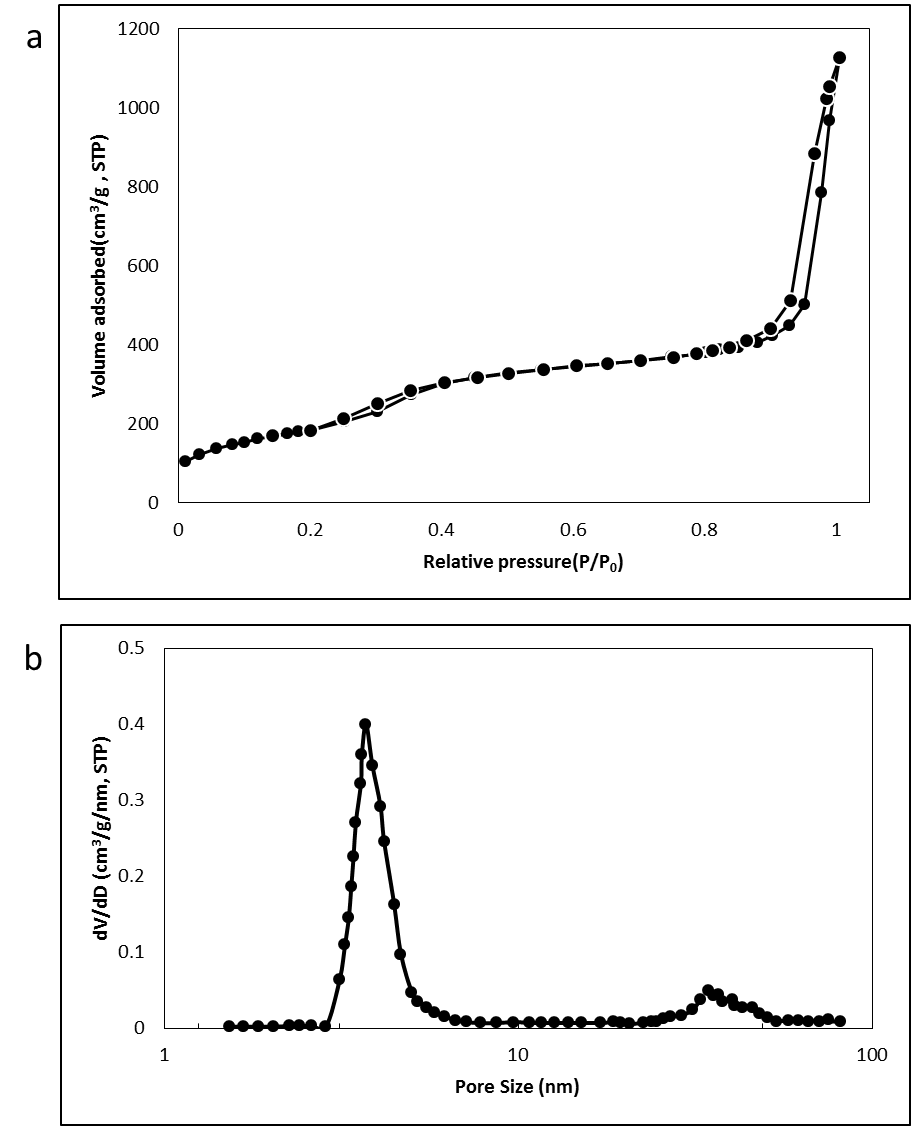 a
1200
1000
800
600
400
200
0
Volume adsorbed(cm³/g , STP)
0 0.2 0.4 0.6 0.8 1
Relative pressure(P/P₀)
b
0.5
0.4
0.3
0.2
0.1
0
dV/dD (cm³/g/nm, STP)
1 10 100
Pore Size (nm)